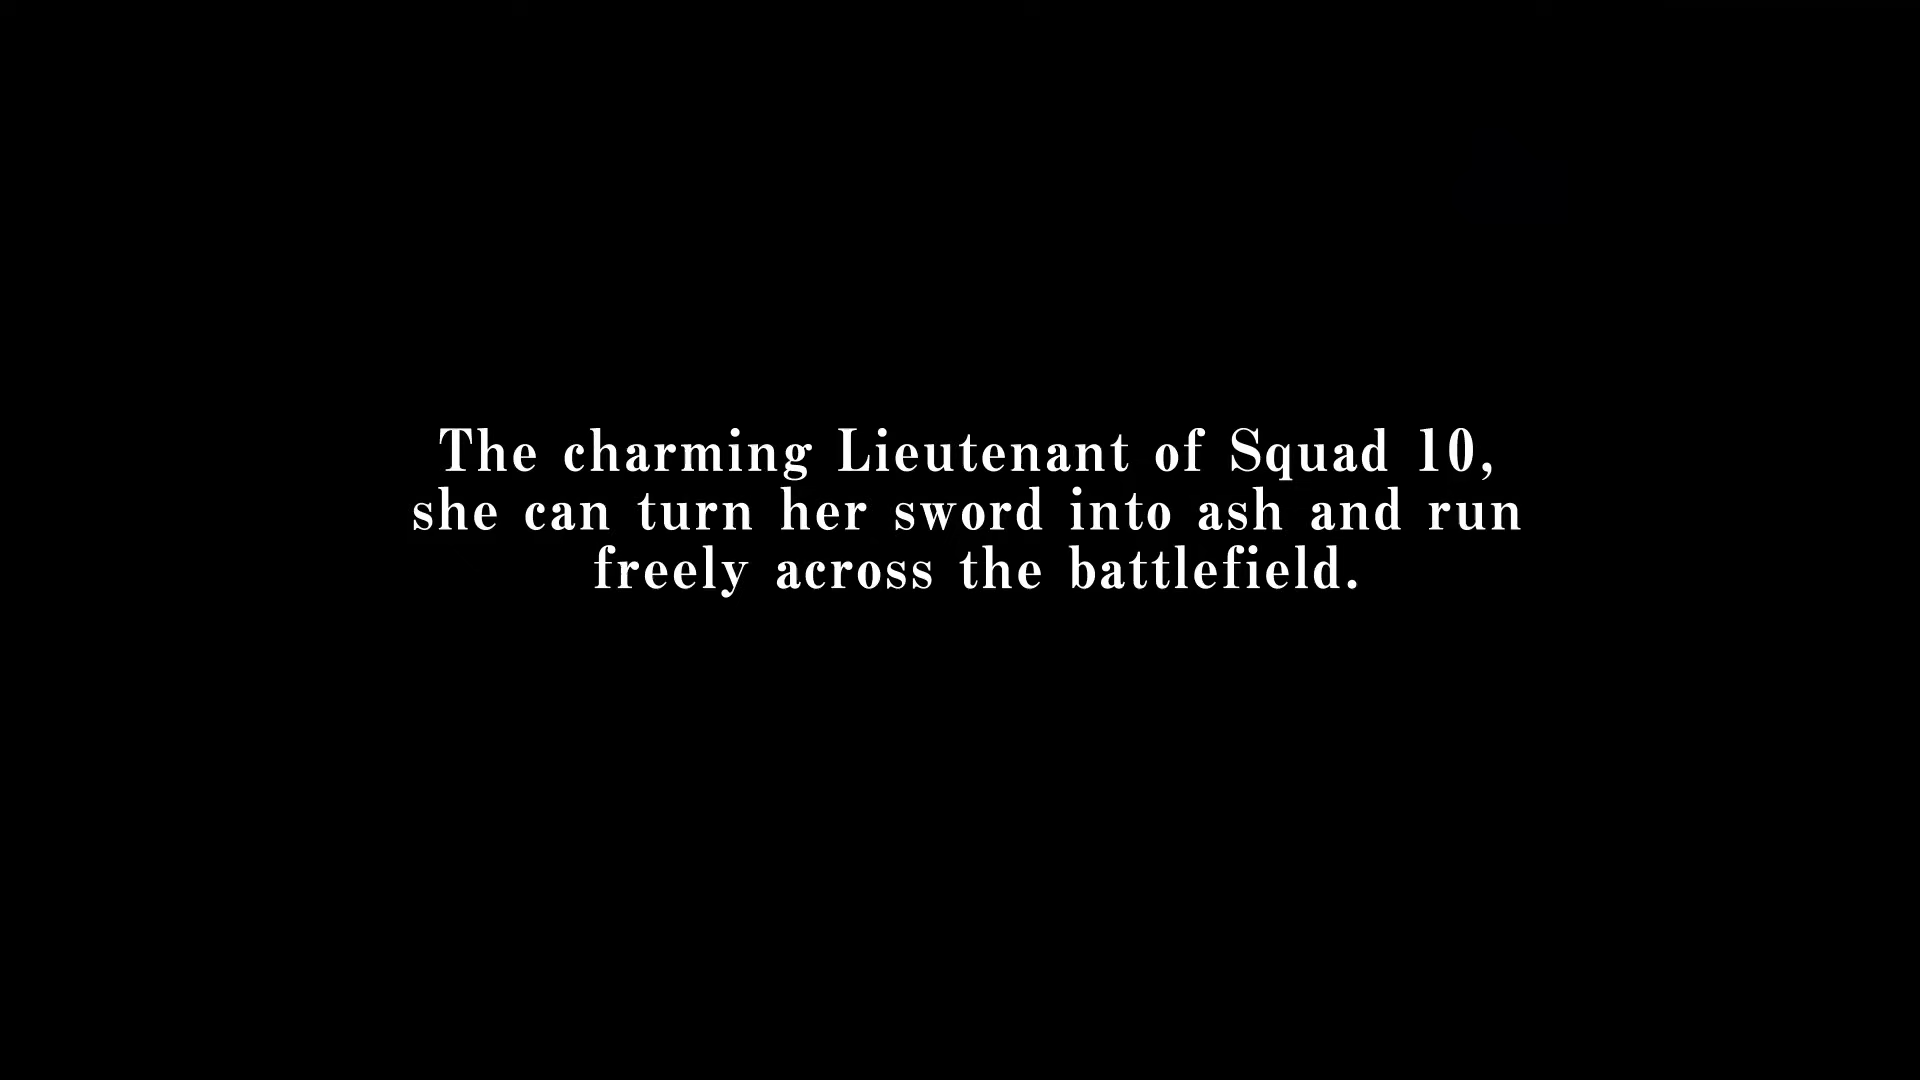 The charming Lieutenant of Squad 10,
she can turn her sword into ash and run
freely across the battlefield.